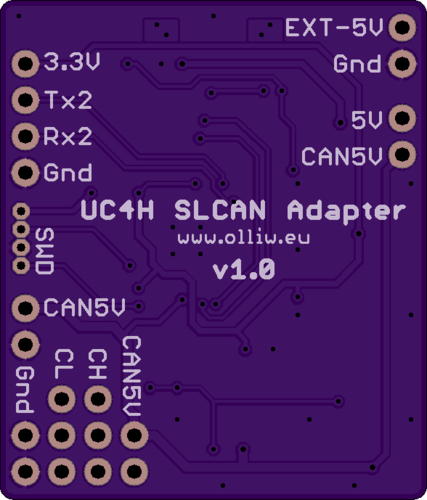 EXT-5V
3.3V
Gnd
Tx2
5V
Rx2
CAN5V
Gnd
UC4H SLCAN Adapter
www.olliw.eu
SWD
v1.0
CAN5V
CL
CH
CAN5V
Gnd